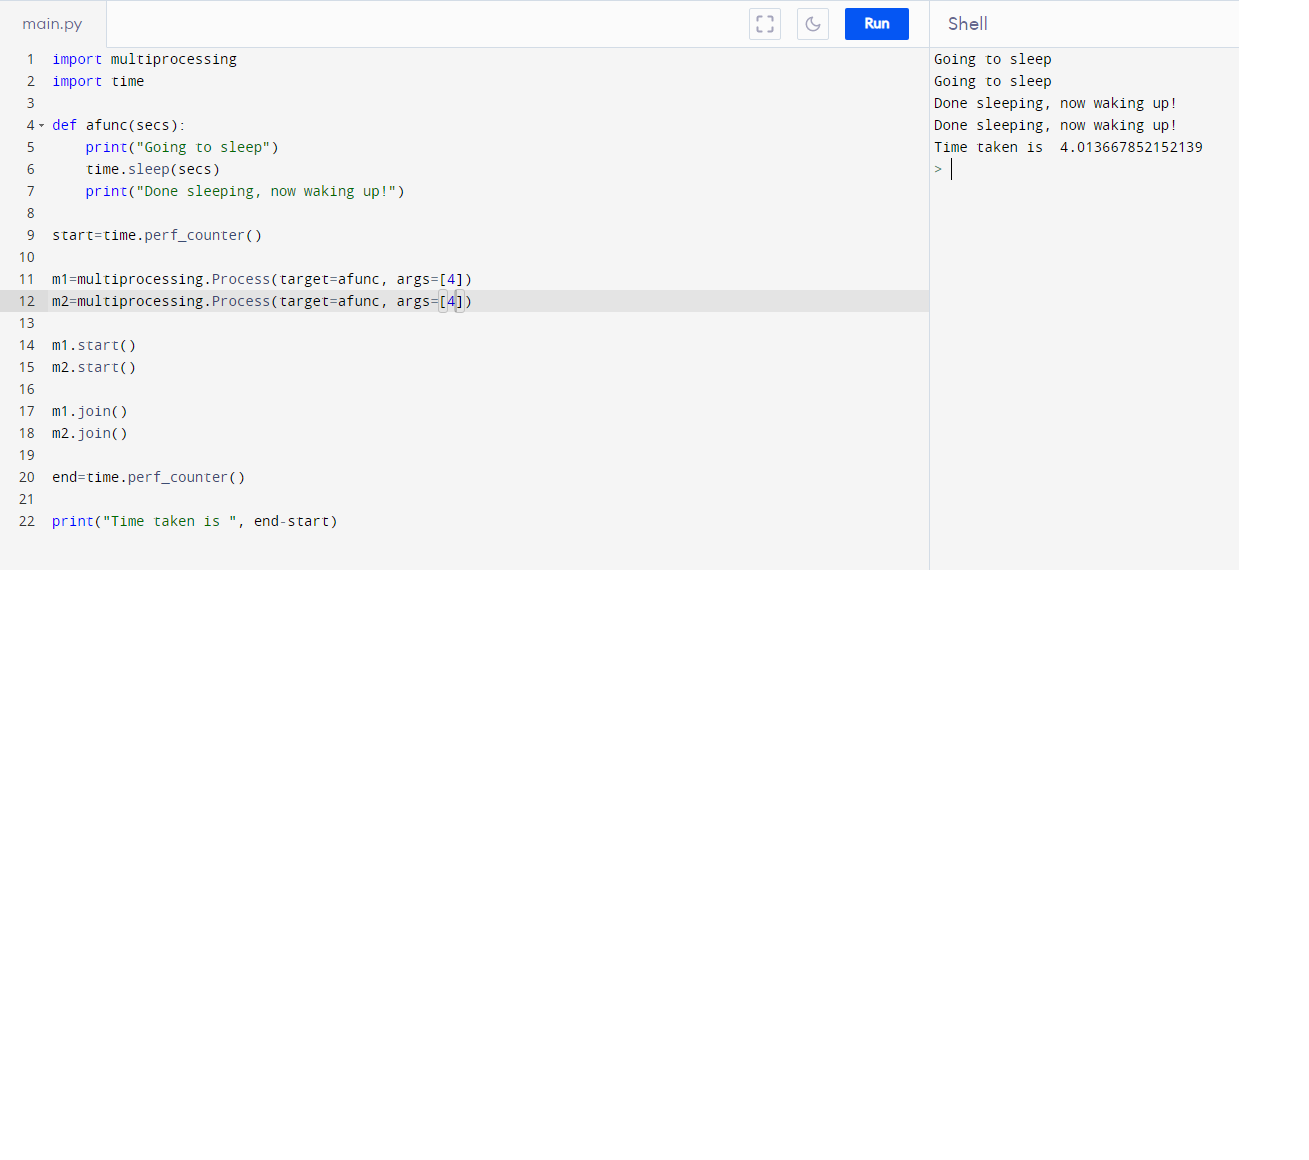 main.py
Run
Shell
1 import multiprocessing
2 import time
3
4 def afunc(secs):
5     print("Going to sleep")
6     time.sleep(secs)
7     print("Done sleeping, now waking up!")
8
9 start=time.perf_counter()
10
11 m1=multiprocessing.Process(target=afunc, args=[4])
12 m2=multiprocessing.Process(target=afunc, args=[4])
13
14 m1.start()
15 m2.start()
16
17 m1.join()
18 m2.join()
19
20 end=time.perf_counter()
21
22 print("Time taken is ", end-start)
Going to sleep
Going to sleep
Done sleeping, now waking up!
Done sleeping, now waking up!
Time taken is  4.013667852152139
>